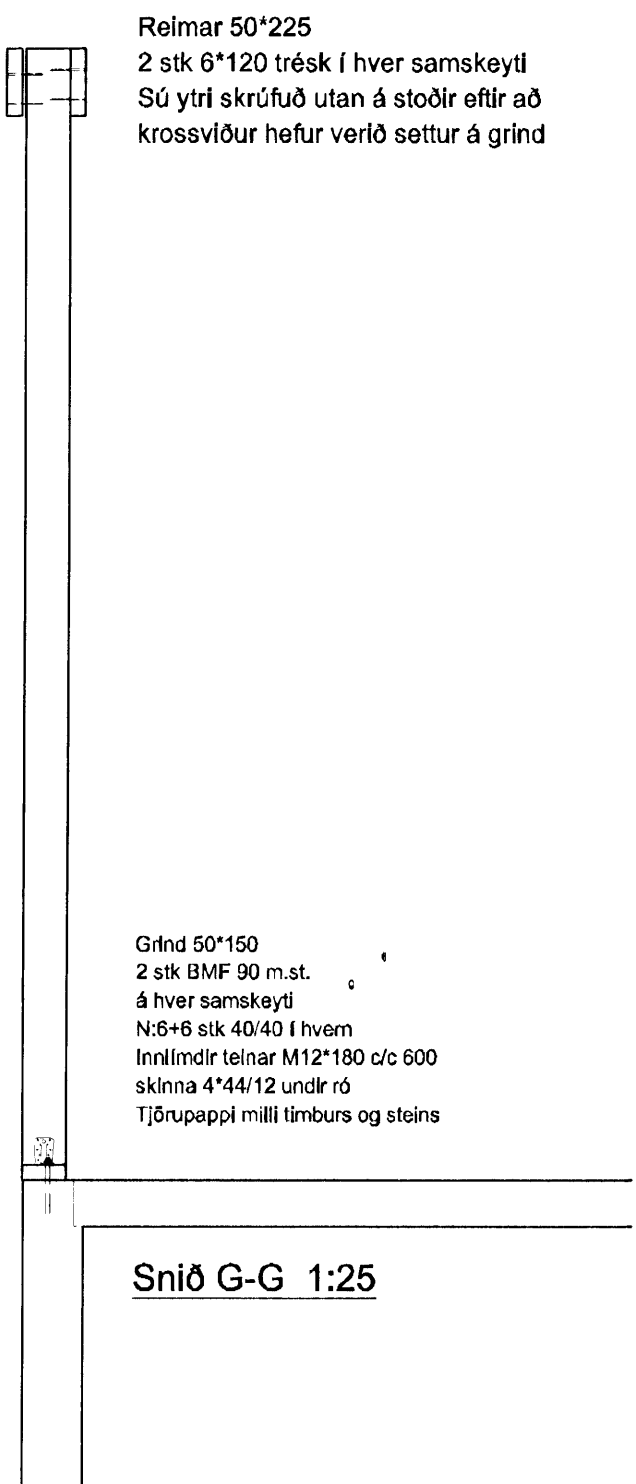 Reimar 50*225
2 stk 6*120 trésk í hver samskeyti
Sú ytri skrúfuð utan á stoðir eftir að
krossviður hefur verið settur á grind
Grind 50*150
2 stk BMF 90 m.st.
á hver samskeyti
N:6+6 stk 40/40 í hvern
Innlímdir teinar M12*180 c/c 600
skinna 4*44/12 undir ró
Tjörupappi milli timburs og steins
Snið G-G 1:25